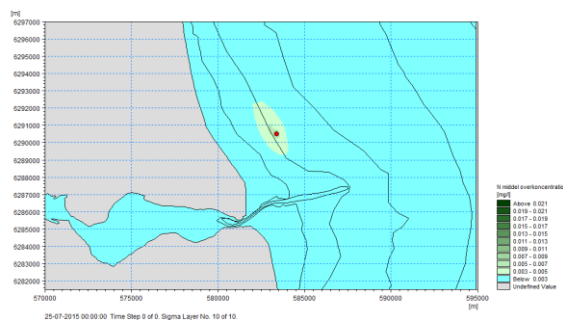 [m]
6297000
6296000
6295000
6294000
6293000
6292000
6291000
6290000
6289000
6288000
6287000
6286000
6285000
6284000
6283000
6282000
570000 575000 580000 585000 590000 595000
[m]
N middel overkoncentratio
[mg/l]
Above 0.021
0.019 - 0.021
0.017 - 0.019
0.015 - 0.017
0.013 - 0.015
0.011 - 0.013
0.009 - 0.011
0.007 - 0.009
0.005 - 0.007
0.003 - 0.005
Below 0.003
Undefined Value
25-07-2015 00:00:00 Time Step 0 of 0. Sigma Layer No. 10 of 10.